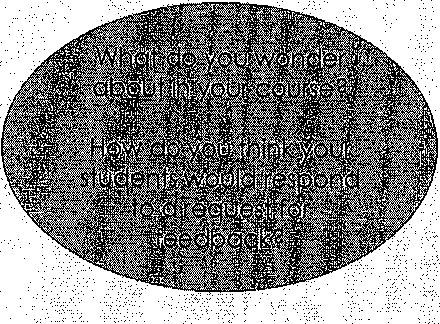 What do you wonder
about in your course?
How do you think your
students would respond
to a request for
feedback?